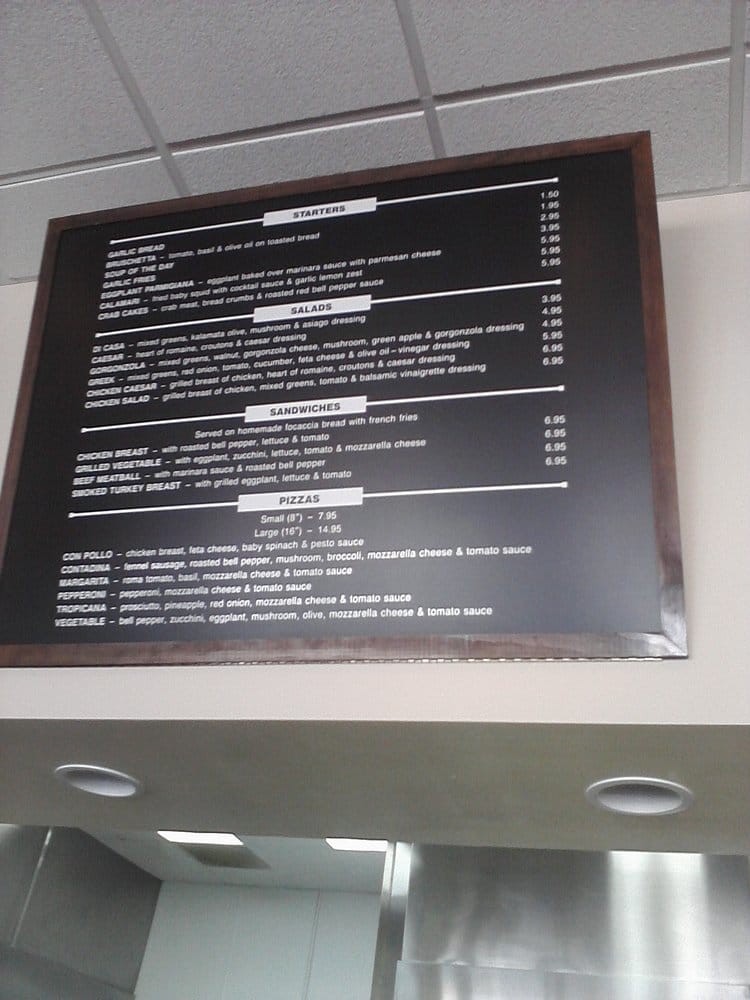 STARTERS
GARLIC BREAD 1.50
BRUSCHETTA – tomato, basil & olive oil on toasted bread 1.95
SOUP OF THE DAY 2.95
GARLIC FRIES 3.95
EGGPLANT PARMIGIANA – eggplant baked over marinara sauce with parmesan cheese 5.95
CALAMARI – fried baby squid with cocktail sauce & garlic lemon zest 5.95
CRAB CAKES – crab meat, bread crumbs & roasted red bell pepper sauce 5.95
SALADS
DI CASA – mixed greens, kalamata olive, mushroom & asiago dressing 3.95
CAESAR – heart of romaine, croutons & caesar dressing 4.95
GORGONZOLA – mixed greens, walnut, gorgonzola cheese, mushroom, green apple & gorgonzola dressing 4.95
GREEK – mixed greens, red onion, tomato, cucumber, feta cheese & olive oil – vinegar dressing 5.95
CHICKEN CAESAR – grilled breast of chicken, heart of romaine, croutons & caesar dressing 6.95
CHICKEN SALAD – grilled breast of chicken, mixed greens, tomato & balsamic vinaigrette dressing 6.95
SANDWICHES
Served on homemade focaccia bread with french fries
CHICKEN BREAST – with roasted bell pepper, lettuce & tomato 6.95
GRILLED VEGETABLE – with eggplant, zucchini, lettuce, tomato & mozzarella cheese 6.95
BEEF MEATBALL – with marinara sauce & roasted bell pepper 6.95
SMOKED TURKEY BREAST – with grilled eggplant, lettuce & tomato 6.95
PIZZAS
Small (8") – 7.95
Large (16") – 14.95
CON POLLO – chicken breast, feta cheese, baby spinach & pesto sauce
CONTADINA – fennel sausage, roasted bell pepper, mushroom, broccoli, mozzarella cheese & tomato sauce
MARGARITA – roma tomato, basil, mozzarella cheese & tomato sauce
PEPPERONI – pepperoni, mozzarella cheese & tomato sauce
TROPICANA – prosciutto, pineapple, red onion, mozzarella cheese & tomato sauce
VEGETABLE – bell pepper, zucchini, eggplant, mushroom, olive, mozzarella cheese & tomato sauce